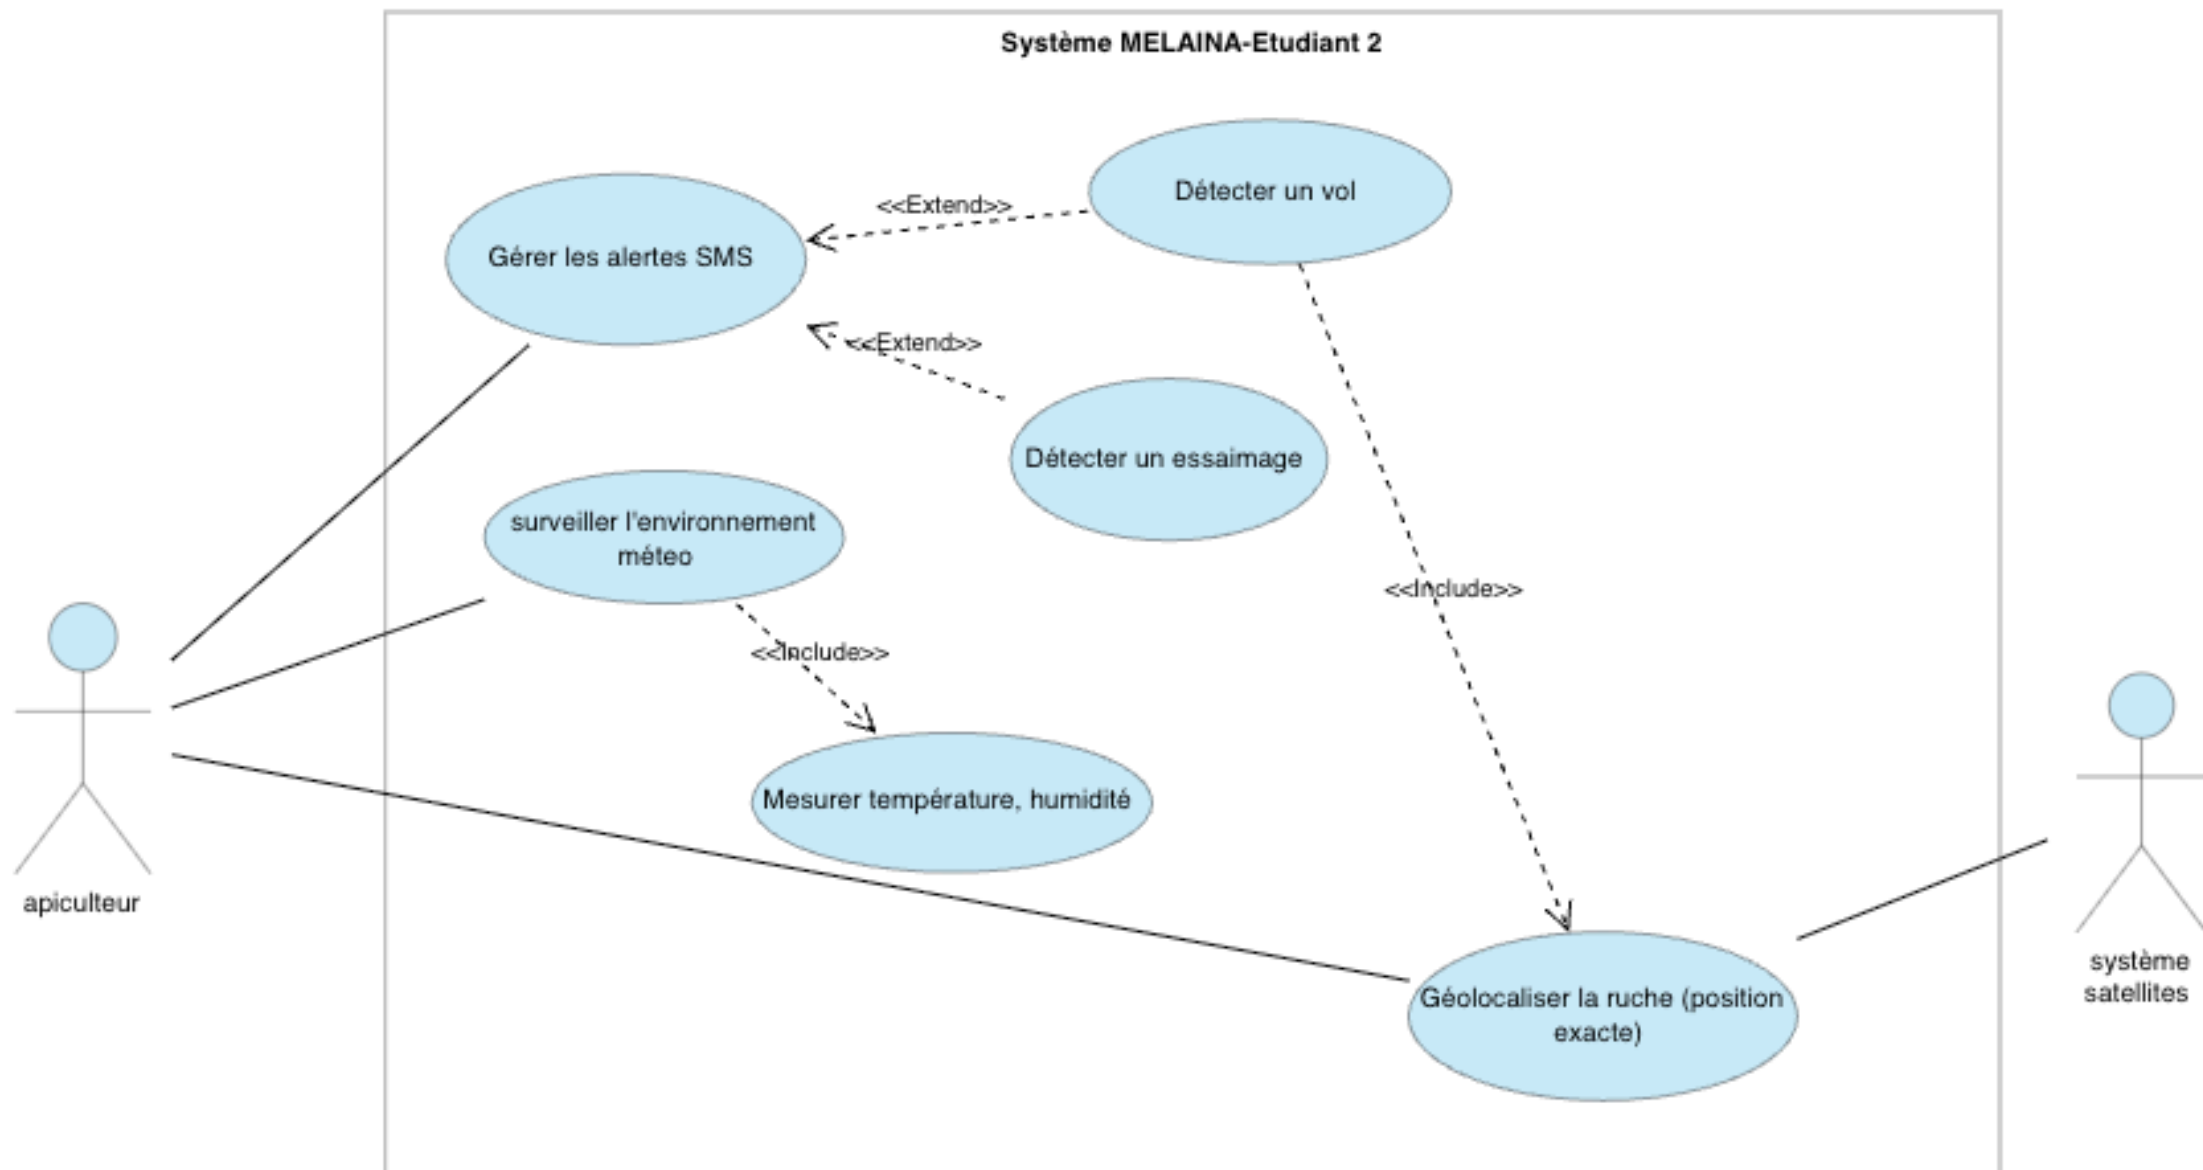 Système MELAINA-Etudiant 2
Détecter un vol
<<Extend>>
Gérer les alertes SMS
<<Extend>>
Détecter un essaimage
surveiller l'environnement
méteo
<<Include>>
<<Include>>
Mesurer température, humidité
apiculteur
système
satellites
Géolocaliser la ruche (position
exacte)